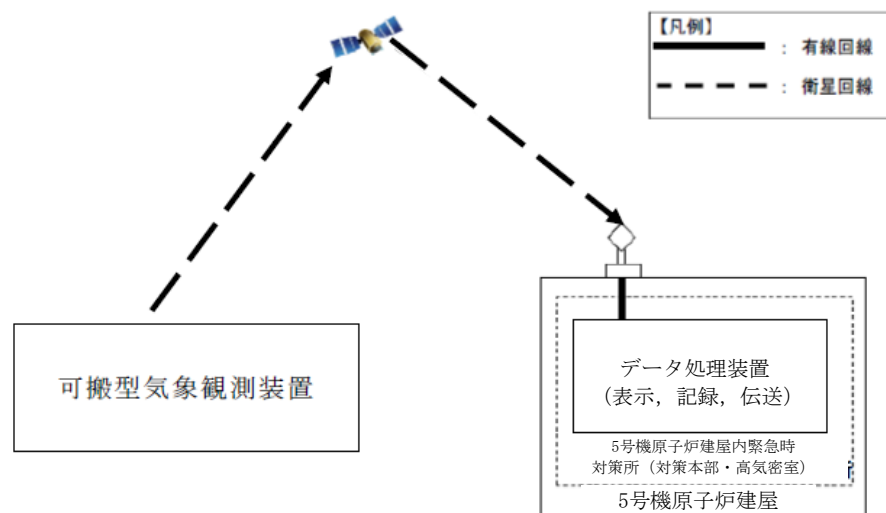 【凡例】
： 有線回線
： 衛星回線
可搬型気象観測装置
データ処理装置
（表示，記録，伝送）
5号機原子炉建屋内緊急時
対策所（対策本部・高気密室）
5号機原子炉建屋